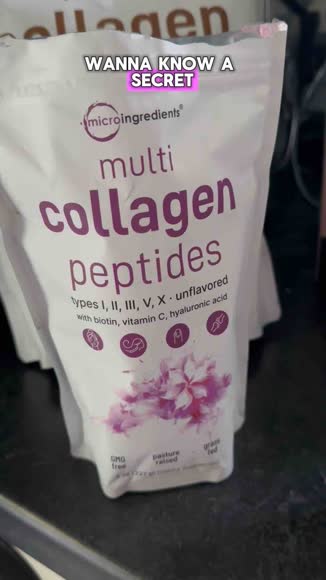 collagen
WANNA KNOW A
SECRET
microingredients®
multi
collagen
peptides
types I, II, III, V, X · unflavored
with biotin, vitamin C, hyaluronic acid
GMO free
pasture raised
grass fed